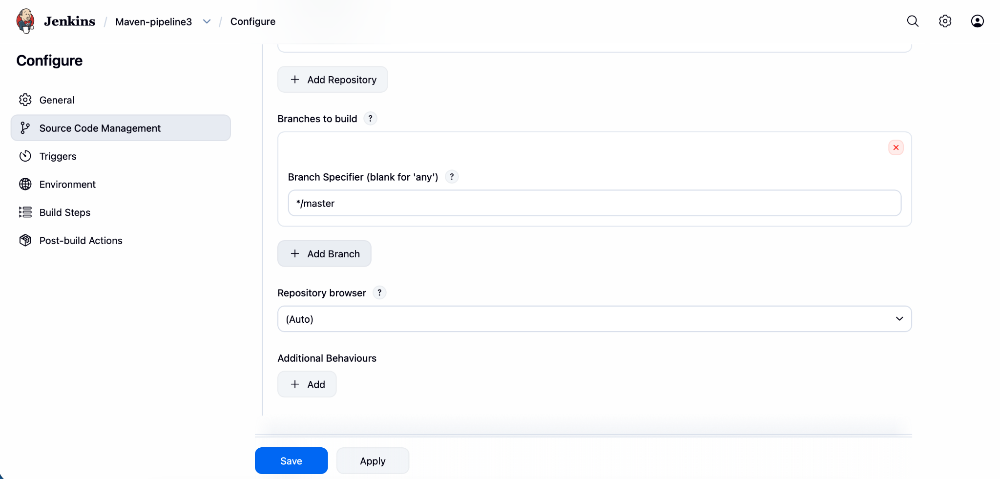 Jenkins / Maven-pipeline3 / Configure
Configure
General
Source Code Management
Triggers
Environment
Build Steps
Post-build Actions
+ Add Repository
Branches to build ?
Branch Specifier (blank for 'any') ?
*/master
+ Add Branch
Repository browser ?
(Auto)
Additional Behaviours
+ Add
Save
Apply